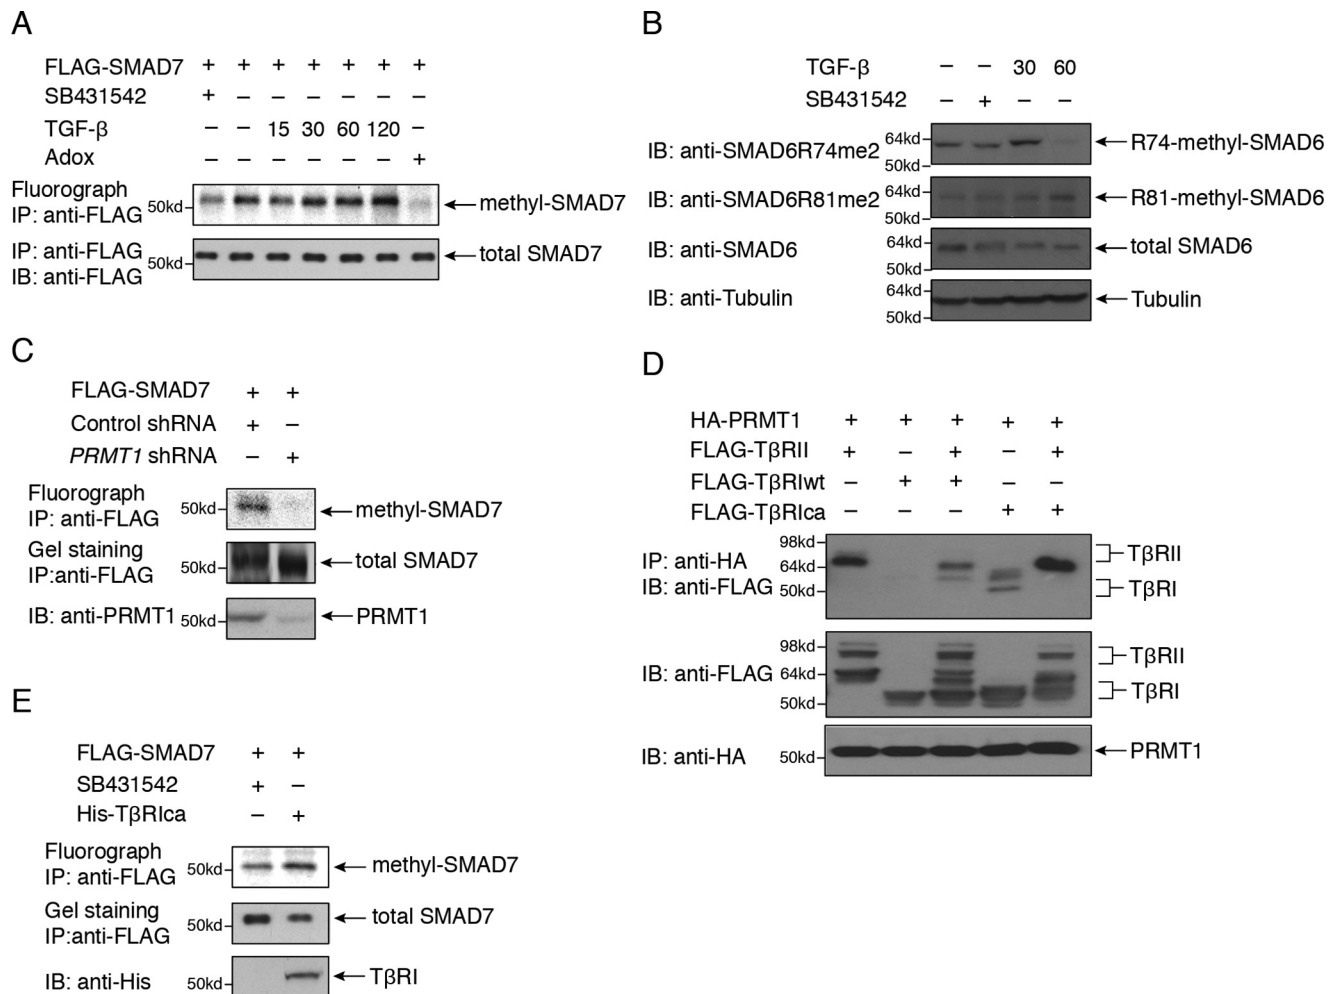 A
FLAG-SMAD7 + + + + + + +
SB431542 + – – – – – –
TGF-β – – 15 30 60 120 –
Adox – – – – – – +
Fluorograph
IP: anti-FLAG
50kd
methyl-SMAD7
IP: anti-FLAG
IB: anti-FLAG
50kd
total SMAD7
B
TGF-β – – 30 60
SB431542 – + – –
IB: anti-SMAD6R74me2
64kd
50kd
R74-methyl-SMAD6
IB: anti-SMAD6R81me2
64kd
50kd
R81-methyl-SMAD6
IB: anti-SMAD6
64kd
50kd
total SMAD6
IB: anti-Tubulin
64kd
50kd
Tubulin
C
FLAG-SMAD7 + +
Control shRNA + –
PRMT1 shRNA – +
Fluorograph
IP: anti-FLAG
50kd
methyl-SMAD7
Gel staining
IP:anti-FLAG
50kd
total SMAD7
IB: anti-PRMT1
50kd
PRMT1
D
HA-PRMT1 + + + + +
FLAG-TβRII + – + – +
FLAG-TβRIwt – + + – –
FLAG-TβRIca – – – + +
IP: anti-HA
IB: anti-FLAG
98kd
64kd
50kd
TβRII
TβRI
IB: anti-FLAG
98kd
64kd
50kd
TβRII
TβRI
IB: anti-HA
50kd
PRMT1
E
FLAG-SMAD7 + +
SB431542 + –
His-TβRIca – +
Fluorograph
IP: anti-FLAG
50kd
methyl-SMAD7
Gel staining
IP:anti-FLAG
50kd
total SMAD7
IB: anti-His
50kd
TβRI